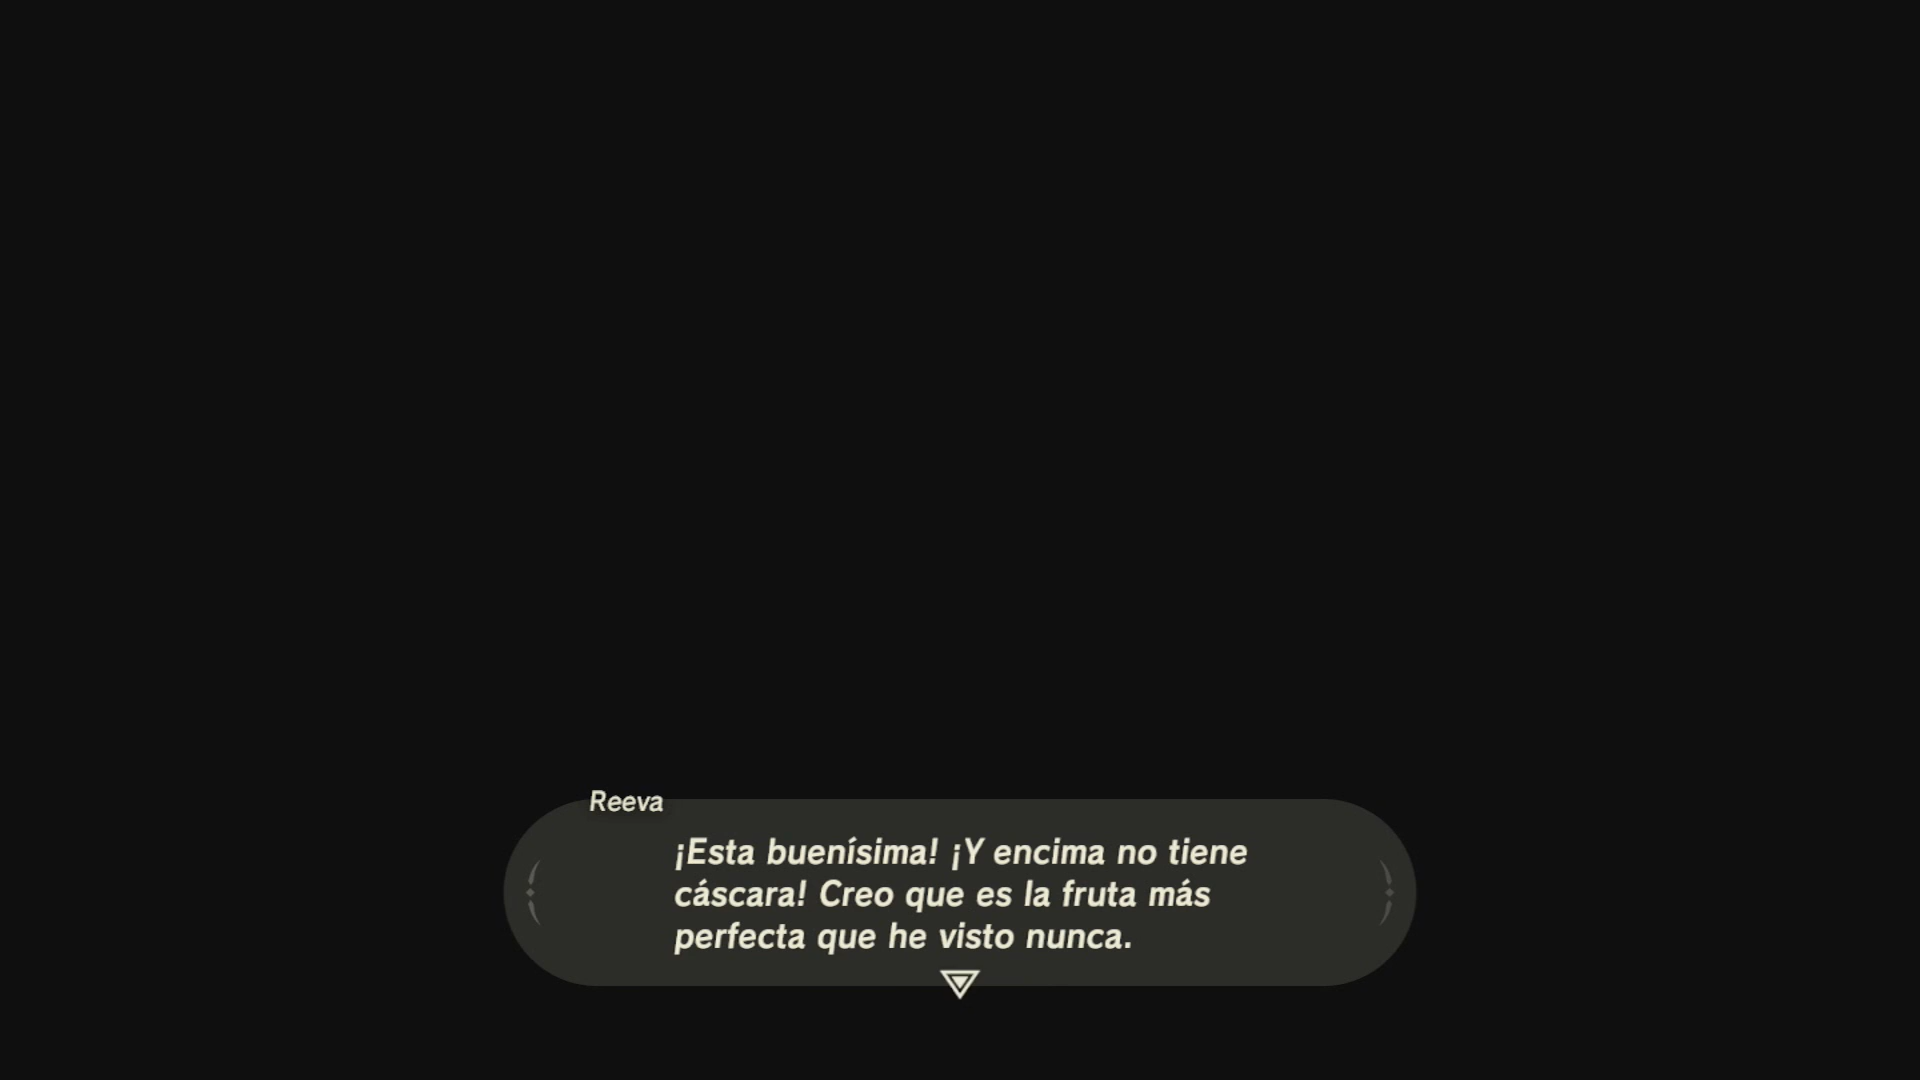 Reeva
¡Esta buenísima! ¡Y encima no tiene
cáscara! Creo que es la fruta más
perfecta que he visto nunca.